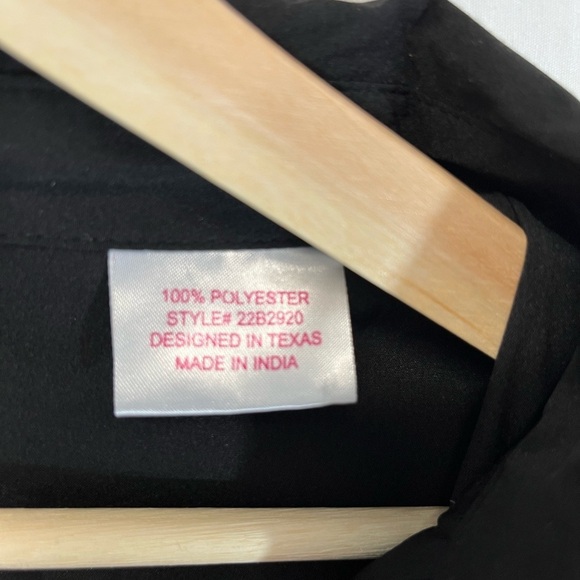 100% POLYESTER
STYLE# 22B2920
DESIGNED IN TEXAS
MADE IN INDIA